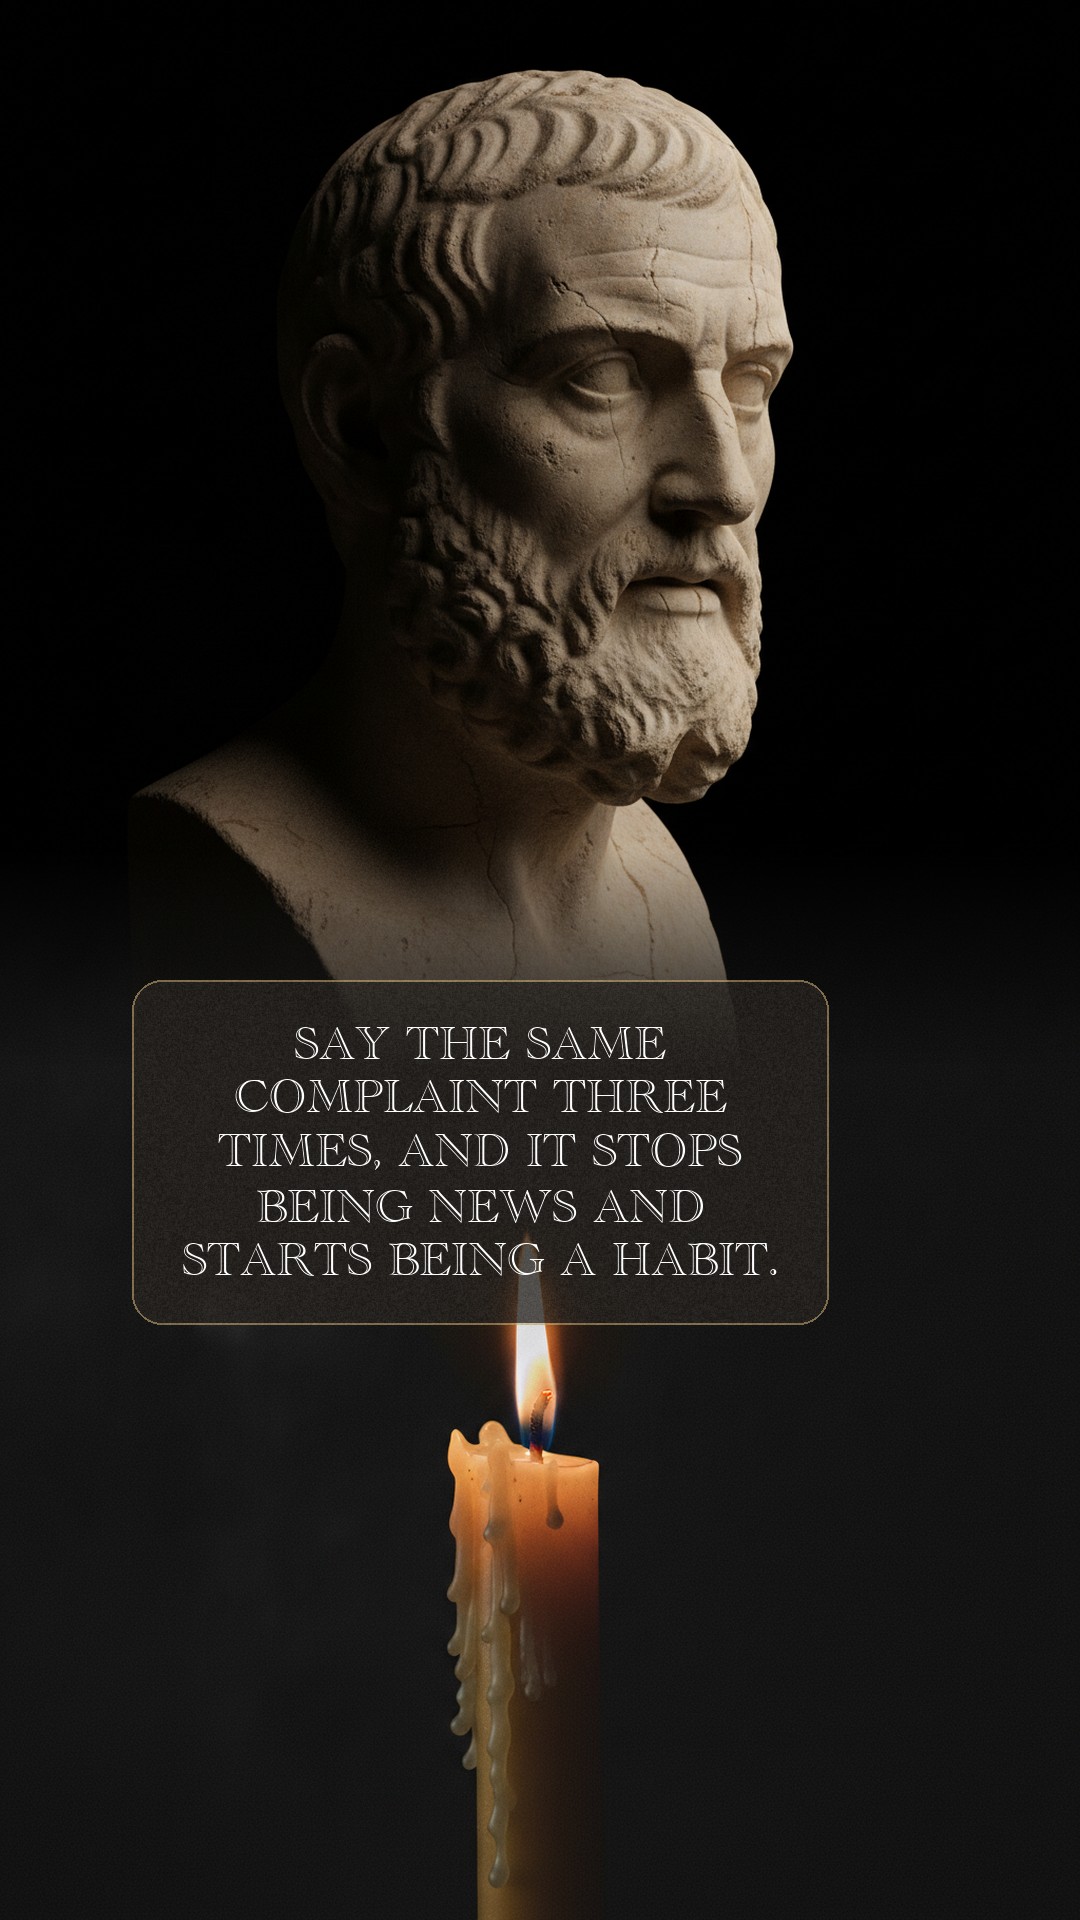 SAY THE SAME
COMPLAINT THREE
TIMES, AND IT STOPS
BEING NEWS AND
STARTS BEING A HABIT.